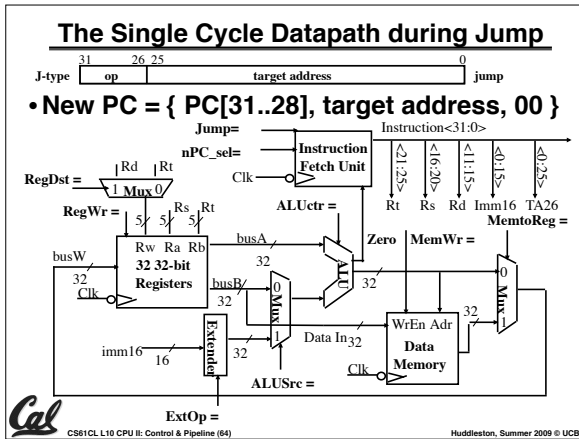 The Single Cycle Datapath during Jump
31 26 25 0
J-type op target address jump
• New PC = { PC[31..28], target address, 00 }
Jump= Instruction<31:0>
nPC_sel= Instruction Fetch Unit
Clk
<21:25> <16:20> <11:15> <0:15> <0:25>
Rt Rs Rd Imm16 TA26
Rd Rt
RegDst= 1 Mux 0
RegWr= 5 5 Rs 5 Rt
ALUctr=
Zero MemWr= MemtoReg =
Rw Ra Rb
busW 32 32 32-bit Registers
Clk
busA 32
busB 32
ALU 32
0 Mux 1
Data In 32
WrEn Adr
Data Memory
Clk
32
0 Mux 1
imm16 16 Extender 32
ALUSrc =
ExtOp =
Cal
CS61CL L10 CPU II: Control & Pipeline (64)
Huddleston, Summer 2009 © UCB